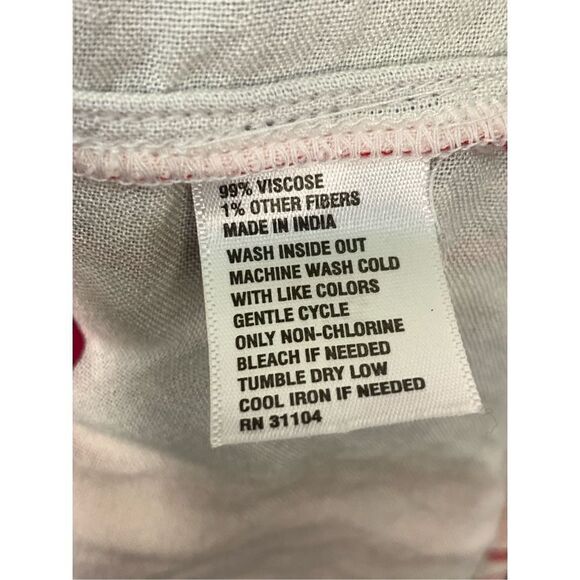 99% VISCOSE
1% OTHER FIBERS
MADE IN INDIA
WASH INSIDE OUT
MACHINE WASH COLD
WITH LIKE COLORS
GENTLE CYCLE
ONLY NON-CHLORINE
BLEACH IF NEEDED
TUMBLE DRY LOW
COOL IRON IF NEEDED
RN 31104